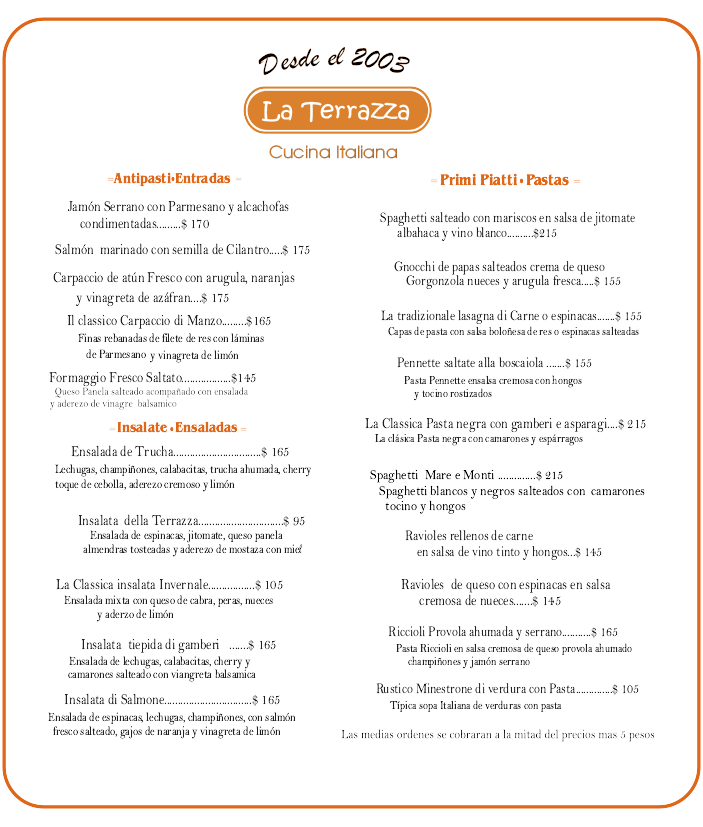 Desde el 2003
La Terrazza
Cucina Italiana
=Antipasti•Entradas =
Jamón Serrano con Parmesano y alcachofas
condimentadas.........$ 170
Salmón marinado con semilla de Cilantro.....$ 175
Carpaccio de atún Fresco con arugula, naranjas
y vinagreta de azáfran....$ 175
Il classico Carpaccio di Manzo.........$165
Finas rebanadas de filete de res con láminas
de Parmesano y vinagreta de limón
Formaggio Fresco Saltato..................$145
Queso Panela salteado acompañado con ensalada
y aderezo de vinagre balsamico
=Insalate •Ensaladas =
Ensalada de Trucha................................$ 165
Lechugas, champiñones, calabacitas, trucha ahumada, cherry
toque de cebolla, aderezo cremoso y limón
Insalata della Terrazza...............................$ 95
Ensalada de espinacas, jitomate, queso panela
almendras tosteadas y aderezo de mostaza con miel
La Classica insalata Invernale.................$ 105
Ensalada mixta con queso de cabra, peras, nueces
y aderzo de limón
Insalata tiepida di gamberi .......$ 165
Ensalada de lechugas, calabacitas, cherry y
camarones salteado con viangreta balsamica
Insalata di Salmone................................$ 165
Ensalada de espinacas, lechugas, champiñones, con salmón
fresco salteado, gajos de naranja y vinagreta de limón
= Primi Piatti • Pastas =
Spaghetti salteado con mariscos en salsa de jitomate
albahaca y vino blanco..........$215
Gnocchi de papas salteados crema de queso
Gorgonzola nueces y arugula fresca.....$ 155
La tradizionale lasagna di Carne o espinacas.......$ 155
Capas de pasta con salsa boloñesa de res o espinacas salteadas
Pennette saltate alla boscaiola .......$ 155
Pasta Pennette ensalsa cremosa con hongos
y tocino rostizados
La Classica Pasta negra con gamberi e asparagi....$ 215
La clásica Pasta negra con camarones y espárragos
Spaghetti Mare e Monti ..............$ 215
Spaghetti blancos y negros salteados con camarones
tocino y hongos
Ravioles rellenos de carne
en salsa de vino tinto y hongos...$ 145
Ravioles de queso con espinacas en salsa
cremosa de nueces.......$ 145
Riccioli Provola ahumada y serrano...........$ 165
Pasta Riccioli en salsa cremosa de queso provola ahumado
champiñones y jamón serrano
Rustico Minestrone di verdura con Pasta..............$ 105
Típica sopa Italiana de verduras con pasta
Las medias ordenes se cobraran a la mitad del precios mas 5 pesos